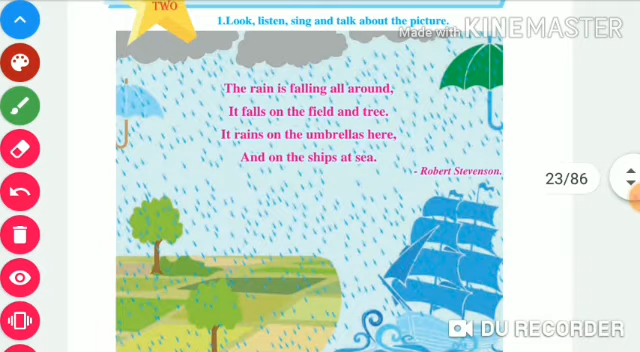 TWO
1.Look, listen, sing and talk about the picture.
Made with KINEMASTER
The rain is falling all around,
It falls on the field and tree.
It rains on the umbrellas here,
And on the ships at sea.
- Robert Stevenson.
23/86
DU RECORDER